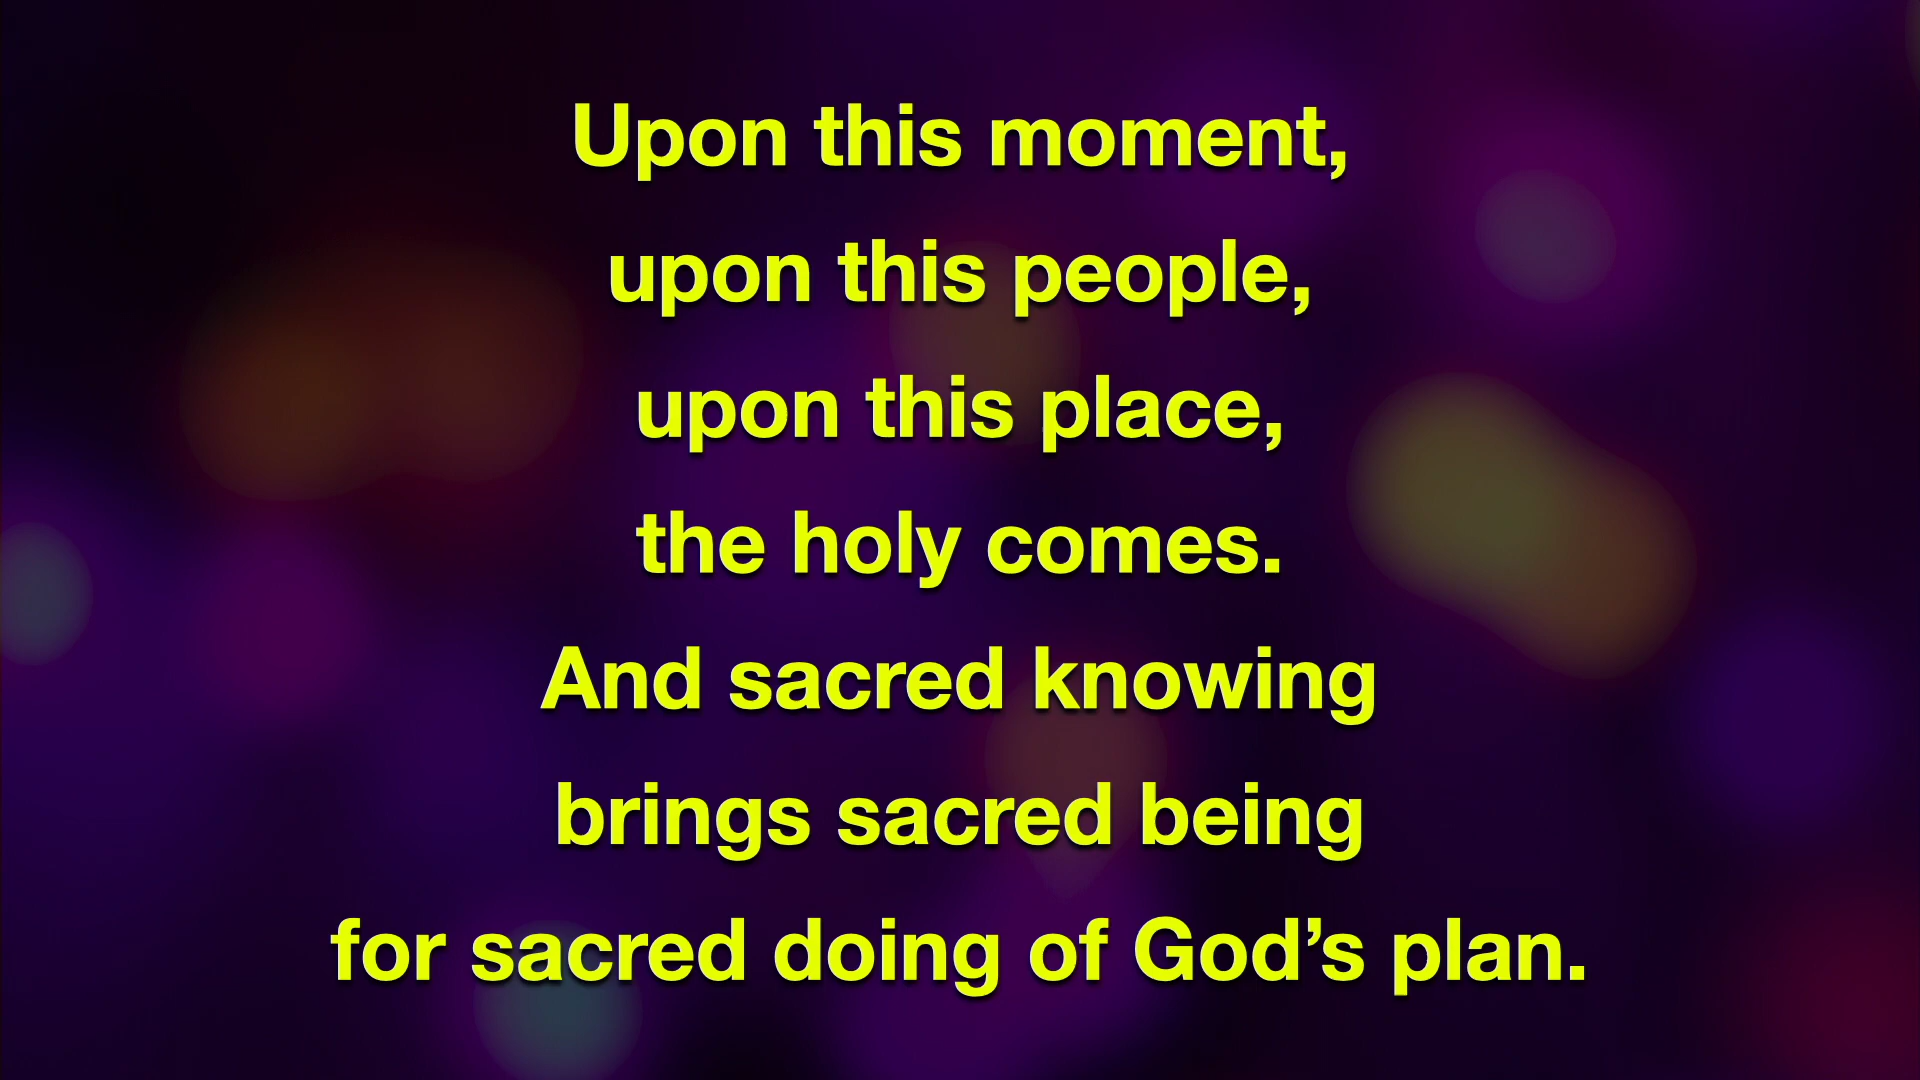 Upon this moment,
upon this people,
upon this place,
the holy comes.
And sacred knowing
brings sacred being
for sacred doing of God’s plan.